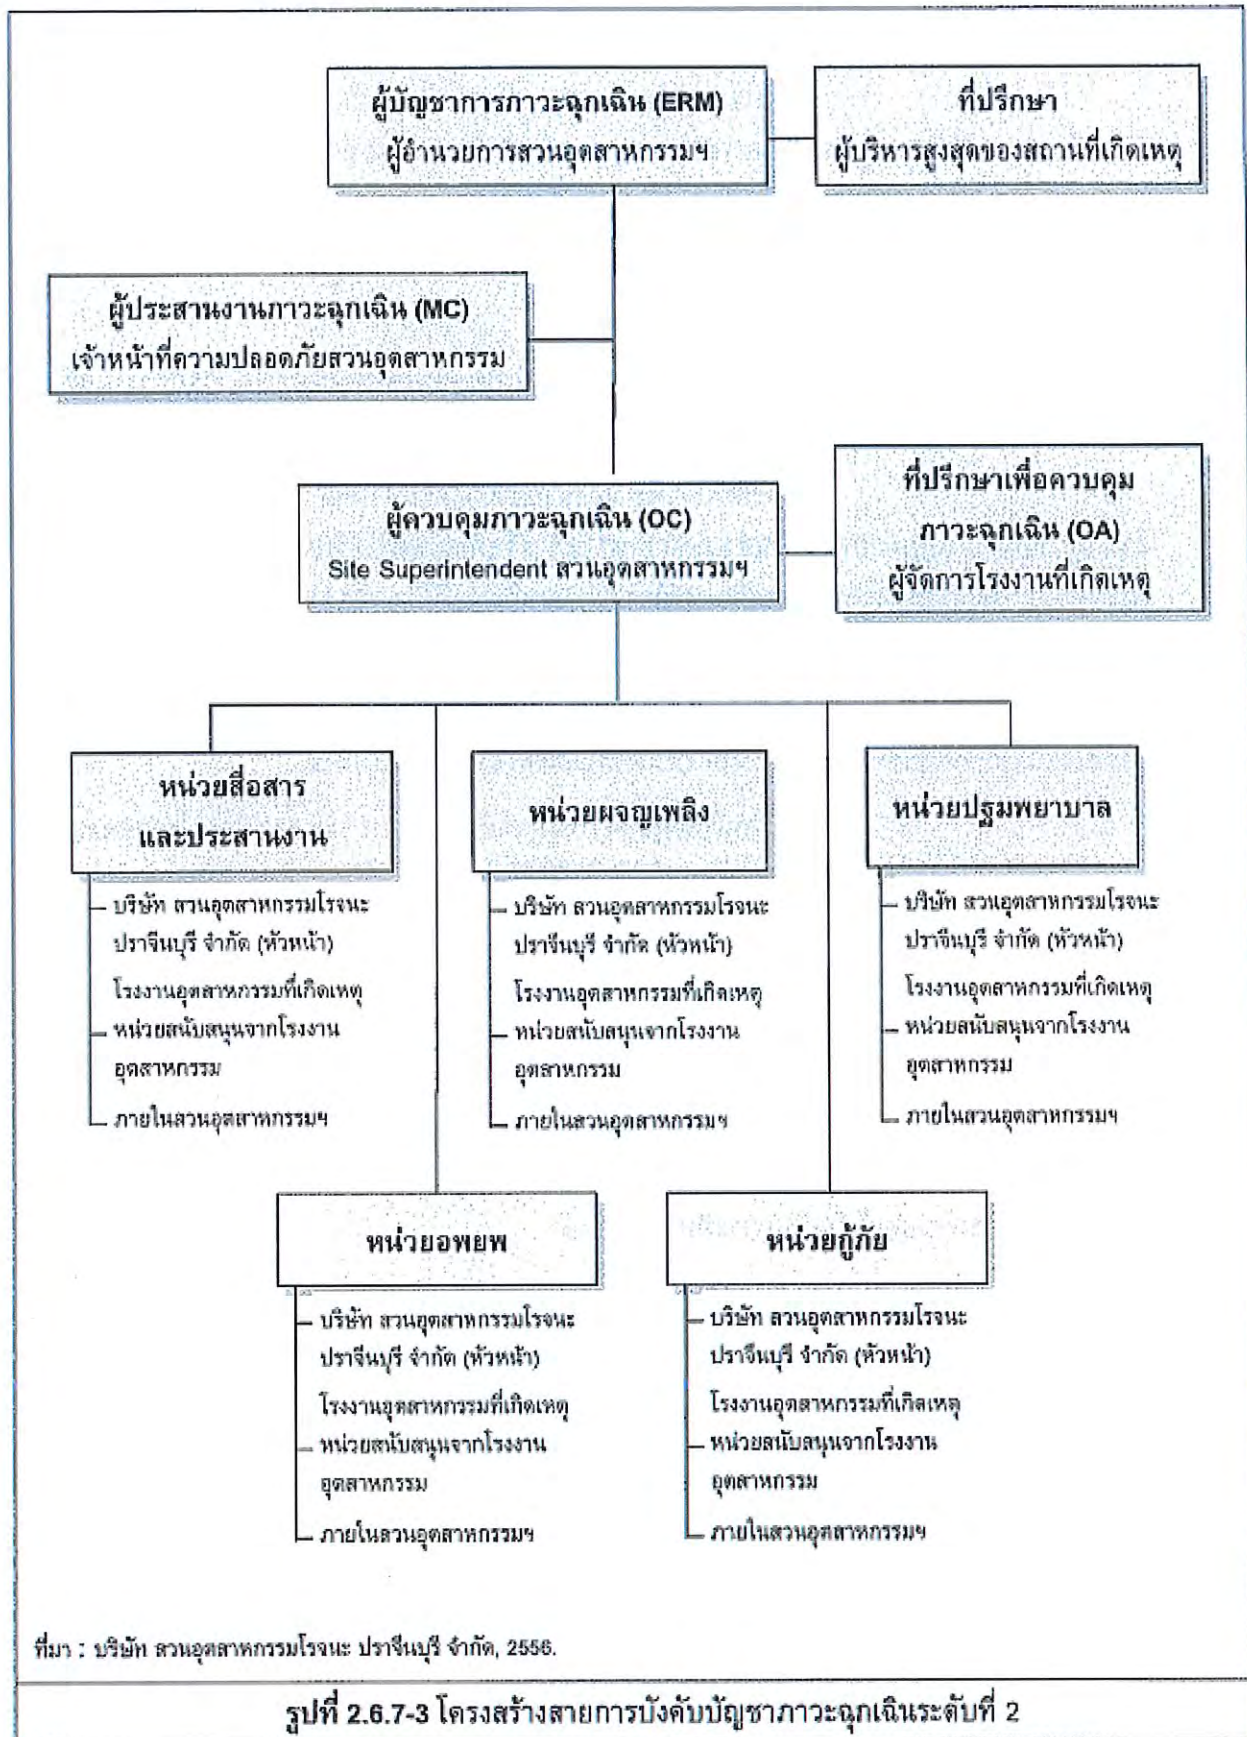 ผู้บัญชาการภาวะฉุกเฉิน (ERM)
ผู้อำนวยการสวนอุตสาหกรรมฯ
ที่ปรึกษา
ผู้บริหารสูงสุดของสถานที่เกิดเหตุ
ผู้ประสานงานภาวะฉุกเฉิน (MC)
เจ้าหน้าที่ความปลอดภัยสวนอุตสาหกรรม
ผู้ควบคุมภาวะฉุกเฉิน (OC)
Site Superintendent สวนอุตสาหกรรมฯ
ที่ปรึกษาเพื่อควบคุม
ภาวะฉุกเฉิน (OA)
ผู้จัดการโรงงานที่เกิดเหตุ
หน่วยสื่อสาร
และประสานงาน
บริษัท สวนอุตสาหกรรมโรจนะ
ปราจีนบุรี จำกัด (หัวหน้า)
โรงงานอุตสาหกรรมที่เกิดเหตุ
หน่วยสนับสนุนจากโรงงาน
อุตสาหกรรม
ภายในสวนอุตสาหกรรมฯ
หน่วยผจญเพลิง
บริษัท สวนอุตสาหกรรมโรจนะ
ปราจีนบุรี จำกัด (หัวหน้า)
โรงงานอุตสาหกรรมที่เกิดเหตุ
หน่วยสนับสนุนจากโรงงาน
อุตสาหกรรม
ภายในสวนอุตสาหกรรมฯ
หน่วยปฐมพยาบาล
บริษัท สวนอุตสาหกรรมโรจนะ
ปราจีนบุรี จำกัด (หัวหน้า)
โรงงานอุตสาหกรรมที่เกิดเหตุ
หน่วยสนับสนุนจากโรงงาน
อุตสาหกรรม
ภายในสวนอุตสาหกรรมฯ
หน่วยอพยพ
บริษัท สวนอุตสาหกรรมโรจนะ
ปราจีนบุรี จำกัด (หัวหน้า)
โรงงานอุตสาหกรรมที่เกิดเหตุ
หน่วยสนับสนุนจากโรงงาน
อุตสาหกรรม
ภายในสวนอุตสาหกรรมฯ
หน่วยกู้ภัย
บริษัท สวนอุตสาหกรรมโรจนะ
ปราจีนบุรี จำกัด (หัวหน้า)
โรงงานอุตสาหกรรมที่เกิดเหตุ
หน่วยสนับสนุนจากโรงงาน
อุตสาหกรรม
ภายในสวนอุตสาหกรรมฯ
ที่มา : บริษัท สวนอุตสาหกรรมโรจนะ ปราจีนบุรี จำกัด, 2556.
รูปที่ 2.6.7-3 โครงสร้างสายการบังคับบัญชาภาวะฉุกเฉินระดับที่ 2